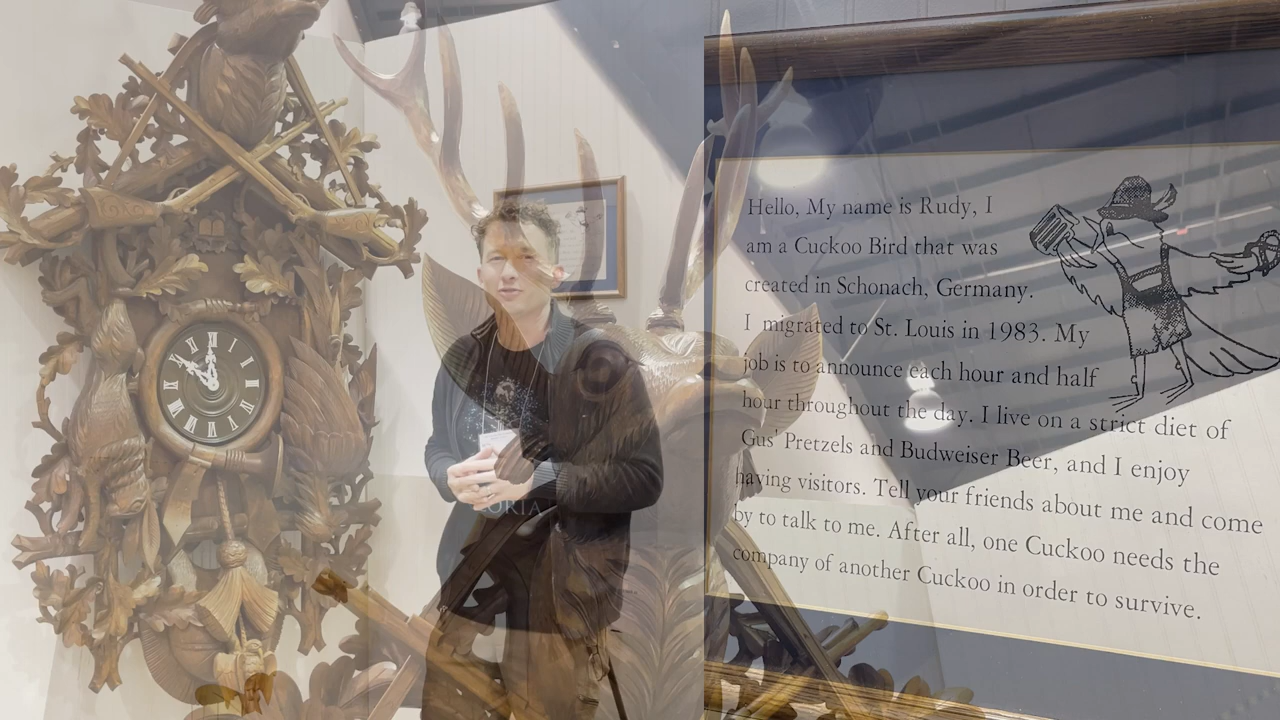 Hello, My name is Rudy, I
am a Cuckoo Bird that was
created in Schonach, Germany.
I migrated to St. Louis in 1983. My
job is to announce each hour and half
hour throughout the day. I live on a strict diet of
Gus' Pretzels and Budweiser Beer, and I enjoy
having visitors. Tell your friends about me and come
by to talk to me. After all, one Cuckoo needs the
company of another Cuckoo in order to survive.